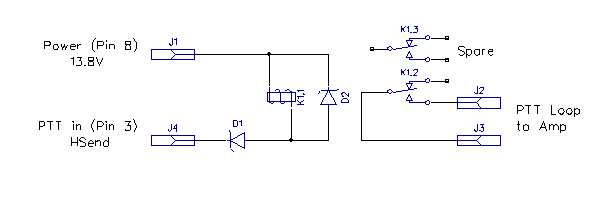 Power (Pin 8)
13.8V
J1
K1,1
D2
PTT in (Pin 3)
HSend
J4
D1
K1,3
Spare
K1,2
J2
J3
PTT Loop
to Amp